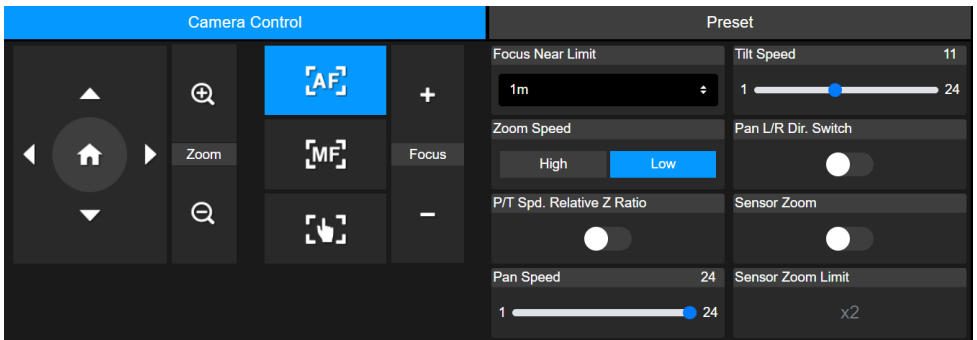 Camera Control
Preset
AF
Zoom
MF
+
Focus
−
Focus Near Limit
1m
Tilt Speed 11
1 24
Zoom Speed
High Low
Pan L/R Dir. Switch
P/T Spd. Relative Z Ratio
Sensor Zoom
Pan Speed 24
1 24
Sensor Zoom Limit
x2